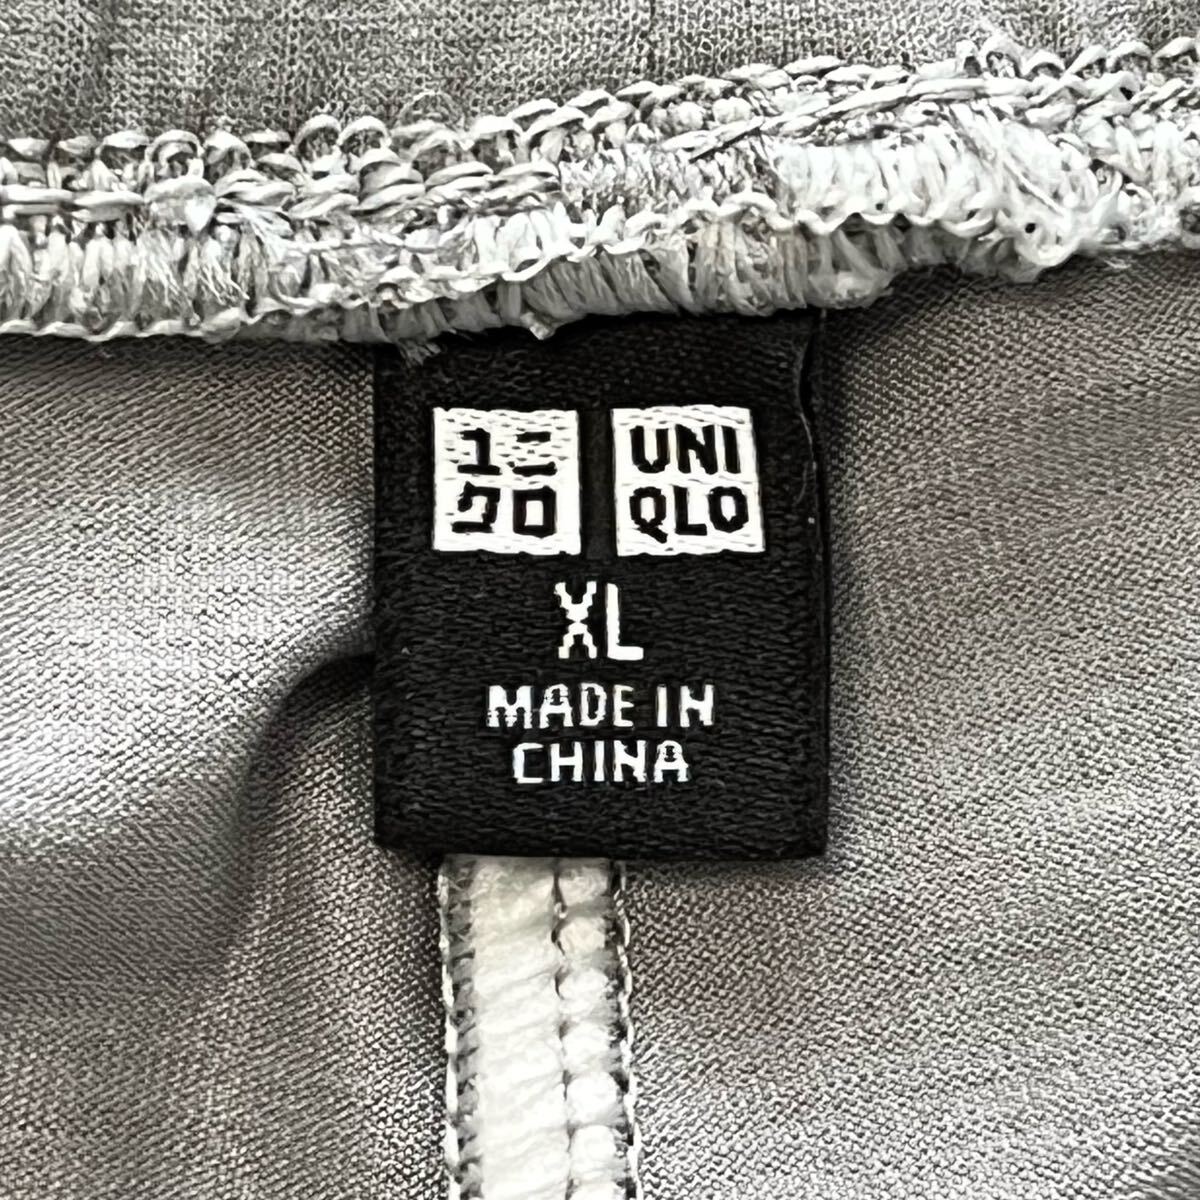 ユニ
クロ
UNI
QLO
XL
MADE IN
CHINA